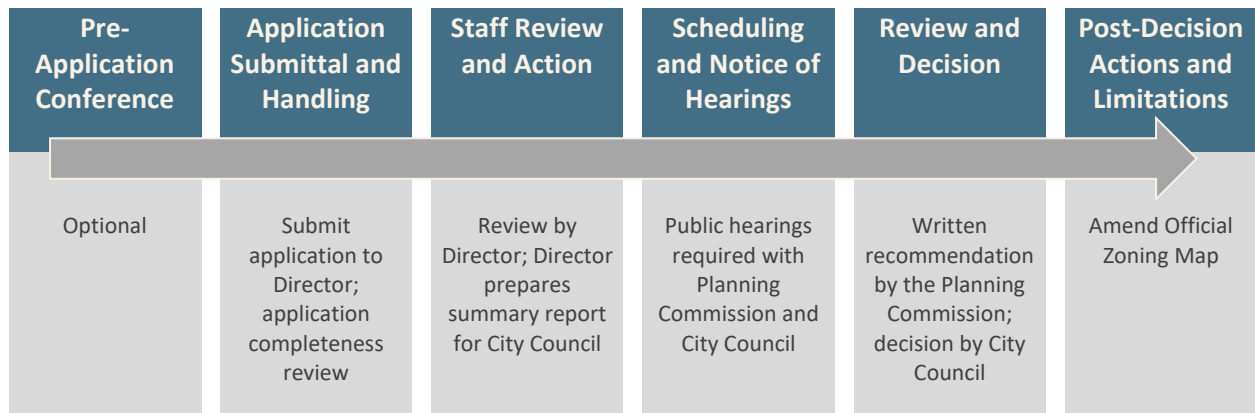 Pre-
Application
Conference
Application
Submittal and
Handling
Staff Review
and Action
Scheduling
and Notice of
Hearings
Review and
Decision
Post-Decision
Actions and
Limitations
Optional
Submit
application to
Director;
application
completeness
review
Review by
Director; Director
prepares
summary report
for City Council
Public hearings
required with
Planning
Commission and
City Council
Written
recommendation
by the Planning
Commission;
decision by City
Council
Amend Official
Zoning Map